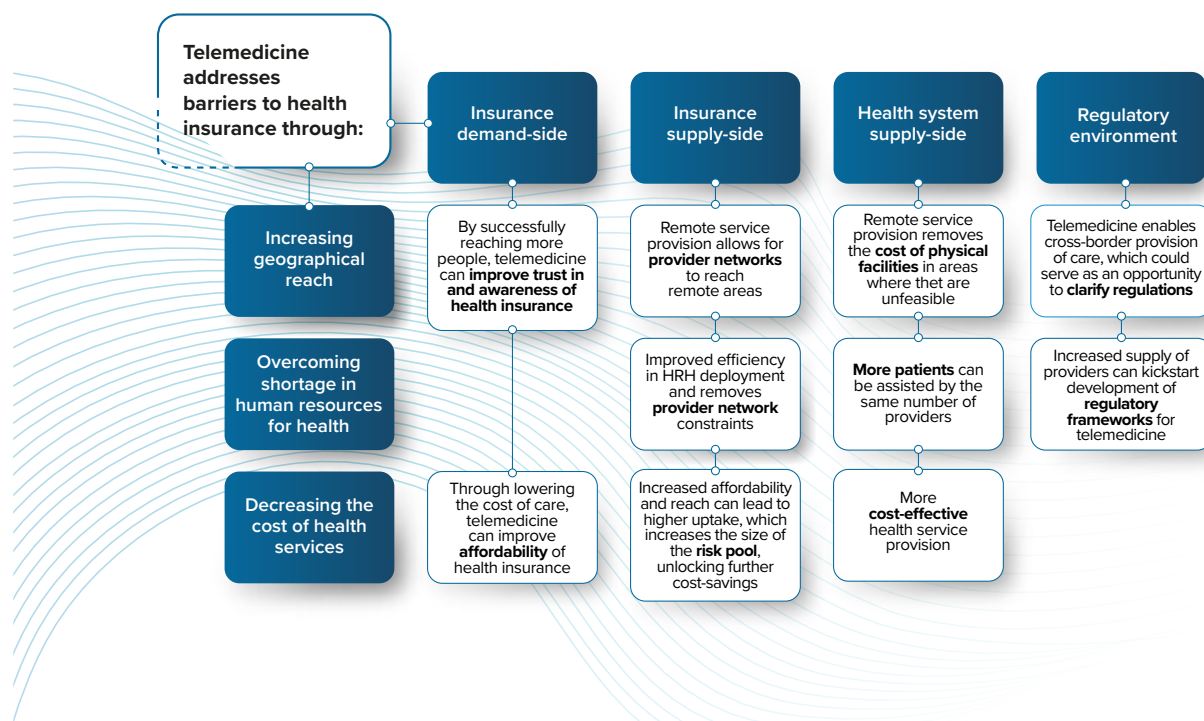 Telemedicine
addresses
barriers to health
insurance through:
Insurance
demand-side
Insurance
supply-side
Health system
supply-side
Regulatory
environment
Increasing
geographical
reach
By successfully
reaching more
people, telemedicine
can improve trust in
and awareness of
health insurance
Remote service
provision allows for
provider networks
to reach
remote areas
Remote service
provision removes
the cost of physical
facilities in areas
where thet are
unfeasible
Telemedicine enables
cross-border provision
of care, which could
serve as an opportunity
to clarify regulations
Overcoming
shortage in
human resources
for health
Improved efficiency
in HRH deployment
and removes
provider network
constraints
More patients can
be assisted by the
same number of
providers
Increased supply of
providers can kickstart
development of
regulatory
frameworks for
telemedicine
Decreasing the
cost of health
services
Through lowering
the cost of care,
telemedicine
can improve
affordability of
health insurance
Increased affordability
and reach can lead to
higher uptake, which
increases the size of
the risk pool,
unlocking further
cost-savings
More
cost-effective
health service
provision